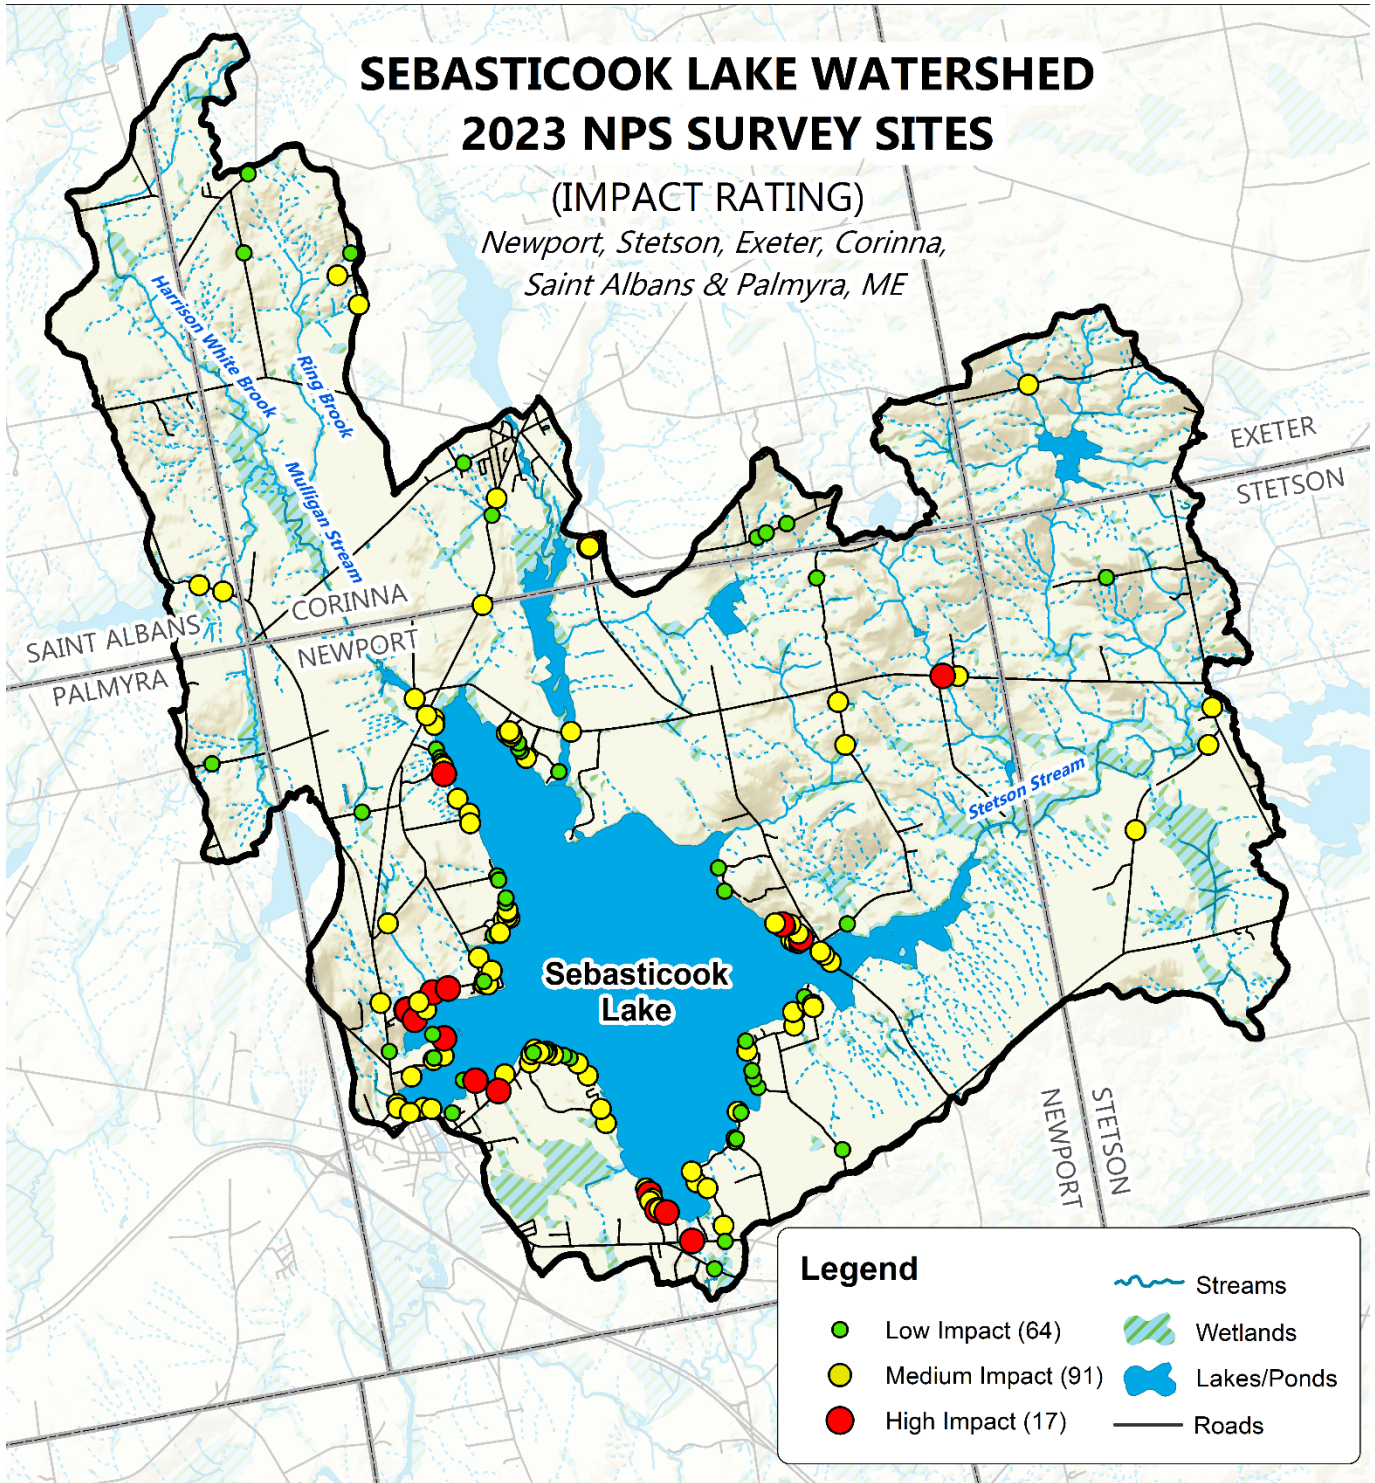 SEBASTICOOK LAKE WATERSHED
2023 NPS SURVEY SITES
(IMPACT RATING)
Newport, Stetson, Exeter, Corinna,
Saint Albans & Palmyra, ME
Harrison White Brook
Ring Brook
Mulligan Stream
EXETER
STETSON
CORINNA
NEWPORT
SAINT ALBANS
PALMYRA
Stetson Stream
Sebasticook
Lake
NEWPORT
STETSON
Legend
Low Impact (64)
Medium Impact (91)
High Impact (17)
Streams
Wetlands
Lakes/Ponds
Roads